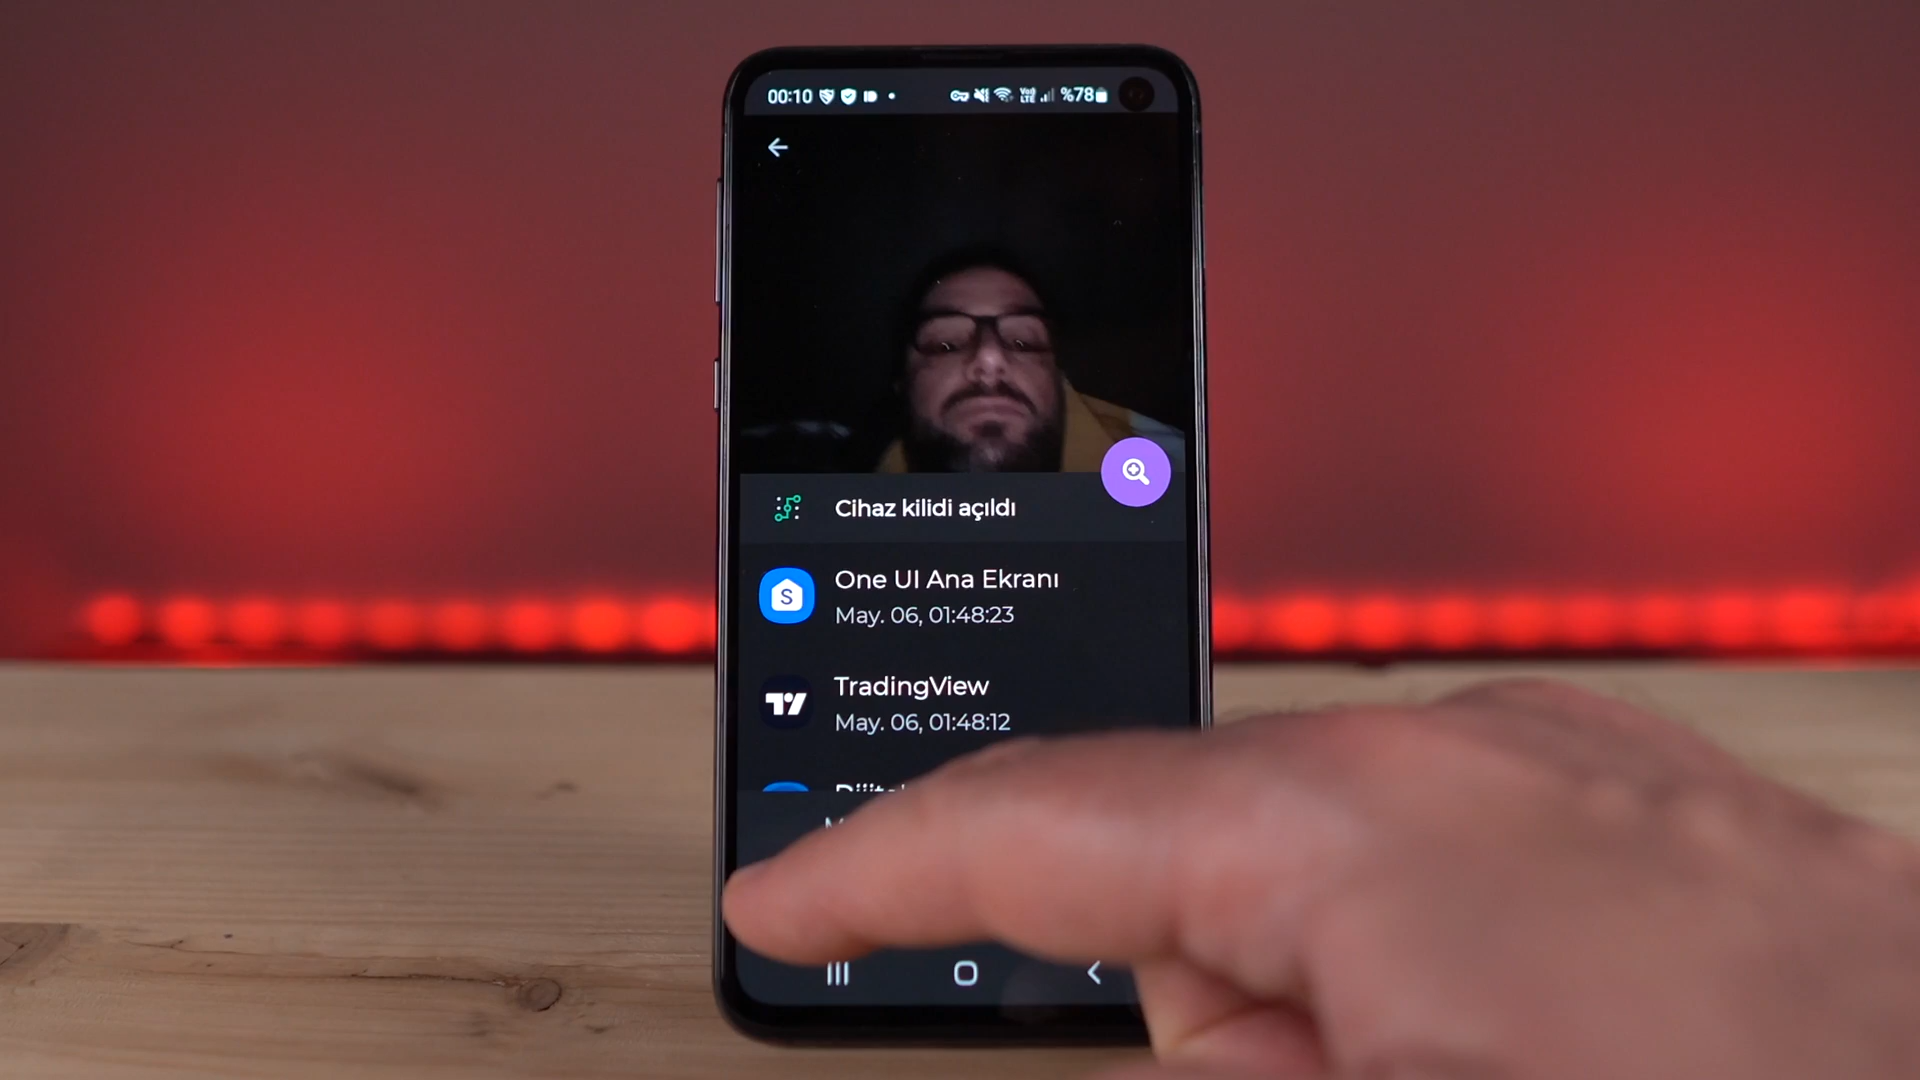 00:10 %78
Cihaz kilidi açıldı
One UI Ana Ekranı
May. 06, 01:48:23
TradingView
May. 06, 01:48:12